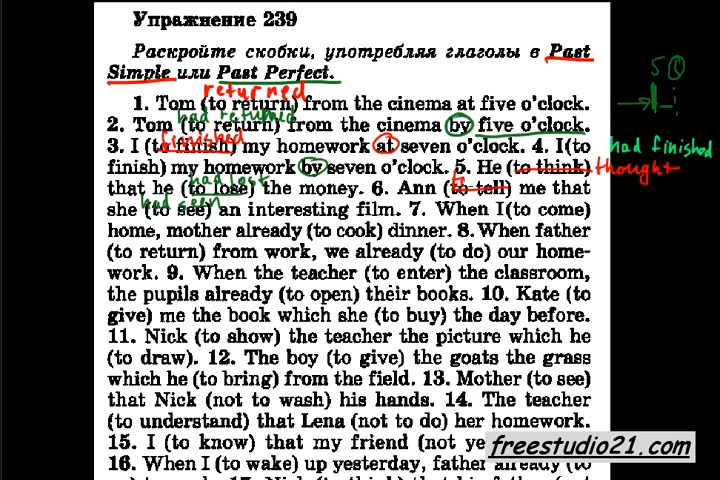 Упражнение 239
Раскройте скобки, употребляя глаголы в Past
Simple или Past Perfect.
returned
1. Tom (to return) from the cinema at five o'clock.
had returned
2. Tom (to return) from the cinema by five o'clock.
finished
3. I (to finish) my homework at seven o'clock. 4. I(to
had finished
finish) my homework by seven o'clock. 5. He (to think)
thought
had lost
that he (to lose) the money. 6. Ann (to tell) me that
had seen
she (to see) an interesting film. 7. When I(to come)
home, mother already (to cook) dinner. 8. When father
(to return) from work, we already (to do) our home-
work. 9. When the teacher (to enter) the classroom,
the pupils already (to open) their books. 10. Kate (to
give) me the book which she (to buy) the day before.
11. Nick (to show) the teacher the picture which he
(to draw). 12. The boy (to give) the goats the grass
which he (to bring) from the field. 13. Mother (to see)
that Nick (not to wash) his hands. 14. The teacher
(to understand) that Lena (not to do) her homework.
15. I (to know) that my friend (not ye
freestudio21.com
16. When I (to wake) up yesterday, father already (to